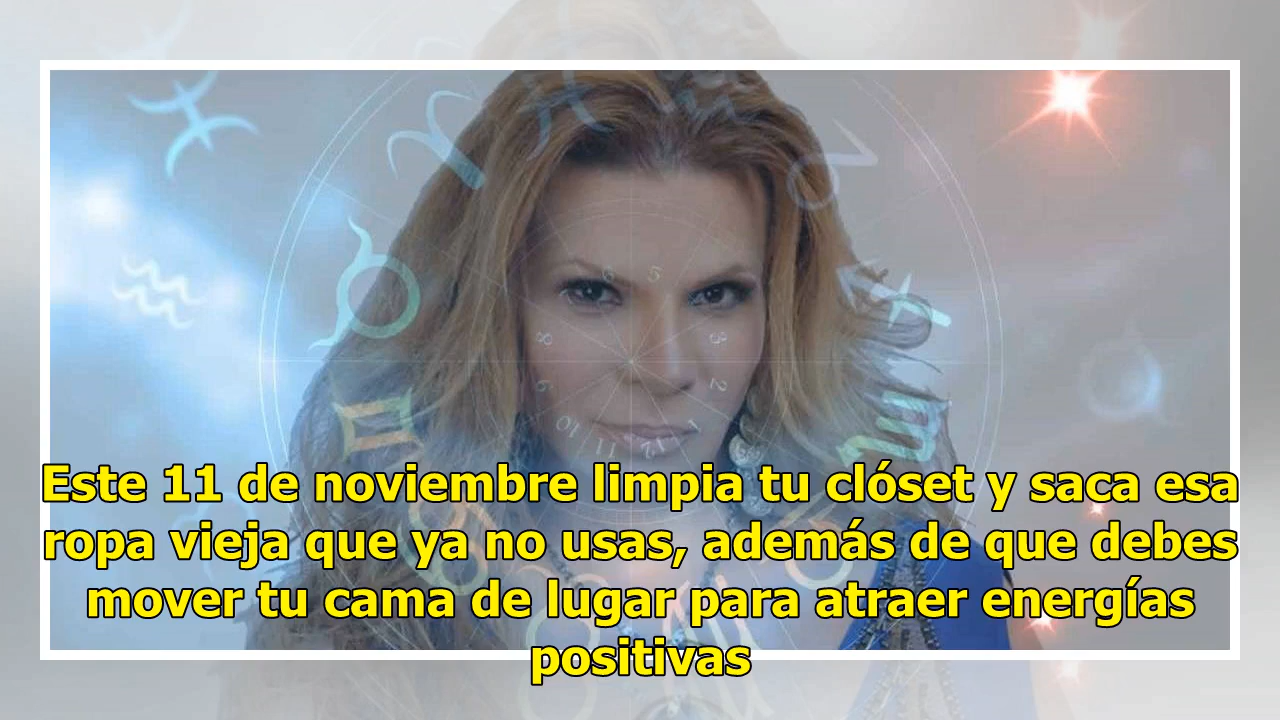 Este 11 de noviembre limpia tu clóset y saca esa
ropa vieja que ya no usas, además de que debes
mover tu cama de lugar para atraer energías
positivas